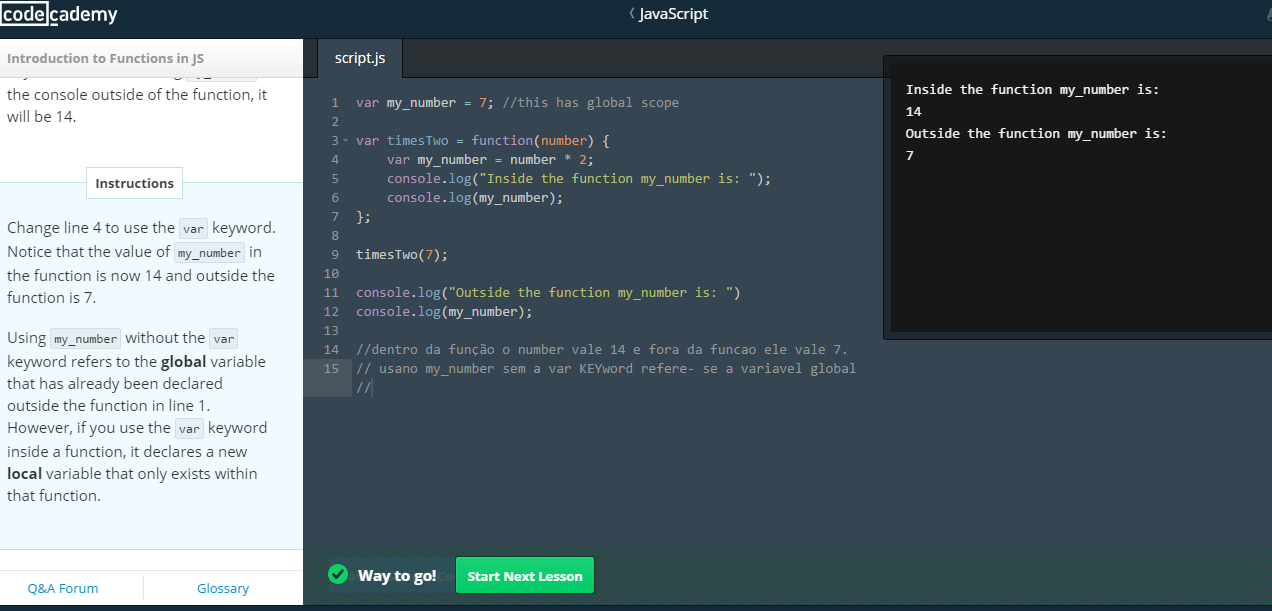 codecademy
JavaScript
Introduction to Functions in JS
the console outside of the function, it
will be 14.
Instructions
Change line 4 to use the var keyword.
Notice that the value of my_number in
the function is now 14 and outside the
function is 7.
Using my_number without the var
keyword refers to the global variable
that has already been declared
outside the function in line 1.
However, if you use the var keyword
inside a function, it declares a new
local variable that only exists within
that function.
Q&A Forum
Glossary
script.js
1 var my_number = 7; //this has global scope
2
3 var timesTwo = function(number) {
4 var my_number = number * 2;
5 console.log("Inside the function my_number is: ");
6 console.log(my_number);
7 };
8
9 timesTwo(7);
10
11 console.log("Outside the function my_number is: ")
12 console.log(my_number);
13
14 //dentro da função o number vale 14 e fora da funcao ele vale 7.
15 // usano my_number sem a var KEYword refere- se a variavel global
//
Inside the function my_number is:
14
Outside the function my_number is:
7
Way to go!
Start Next Lesson